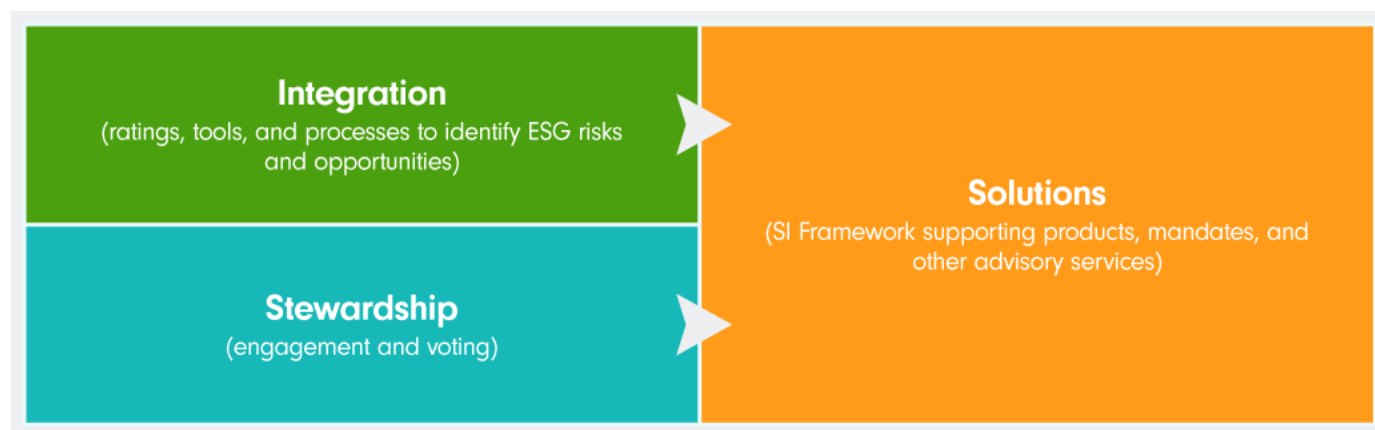 Integration
(ratings, tools, and processes to identify ESG risks
and opportunities)
Stewardship
(engagement and voting)
Solutions
(SI Framework supporting products, mandates, and
other advisory services)